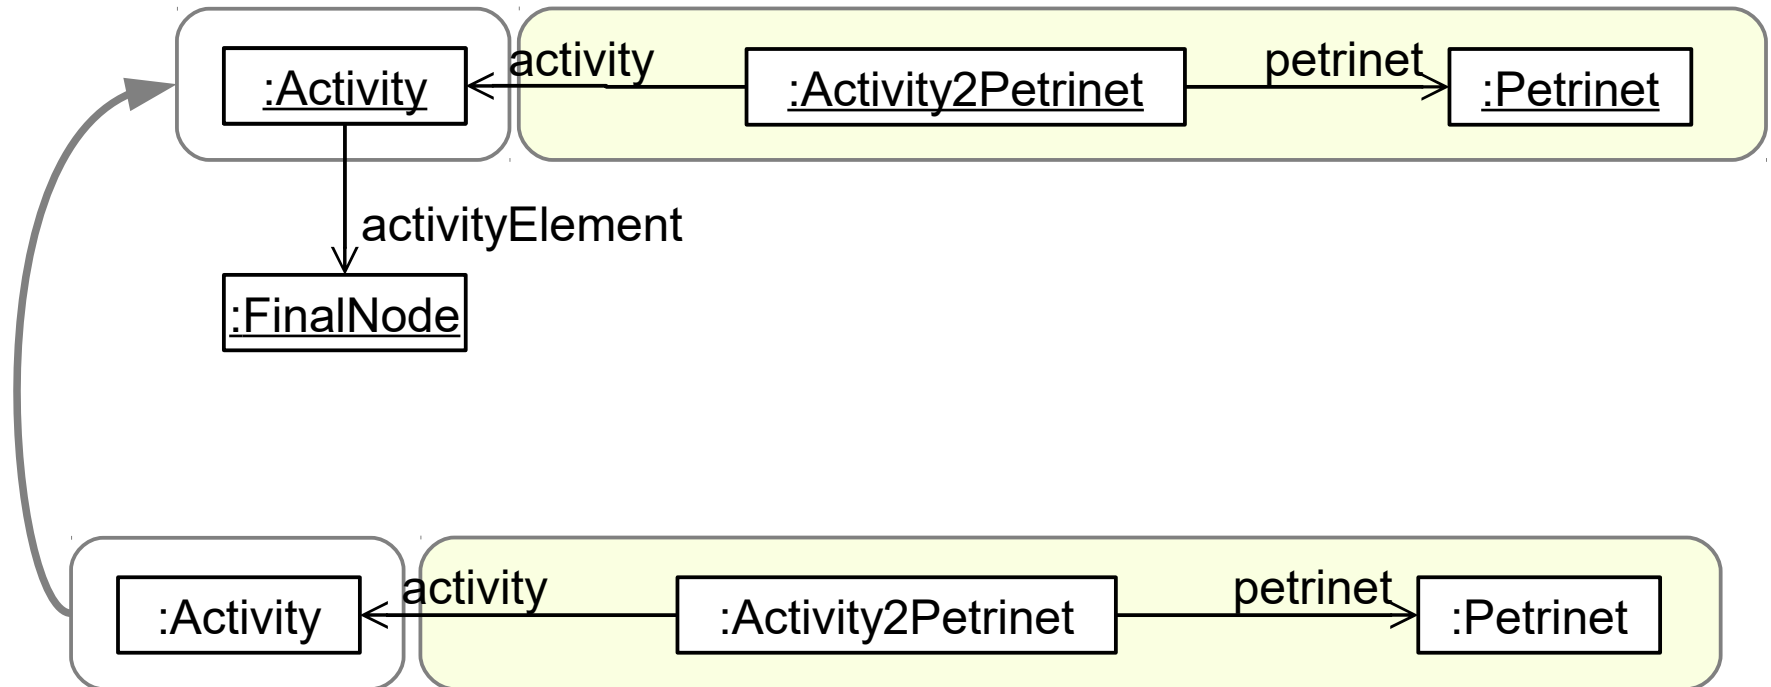 :Activity
activity
:Activity2Petrinet
petrinet
:Petrinet
activityElement
:FinalNode
:Activity
activity
:Activity2Petrinet
petrinet
:Petrinet